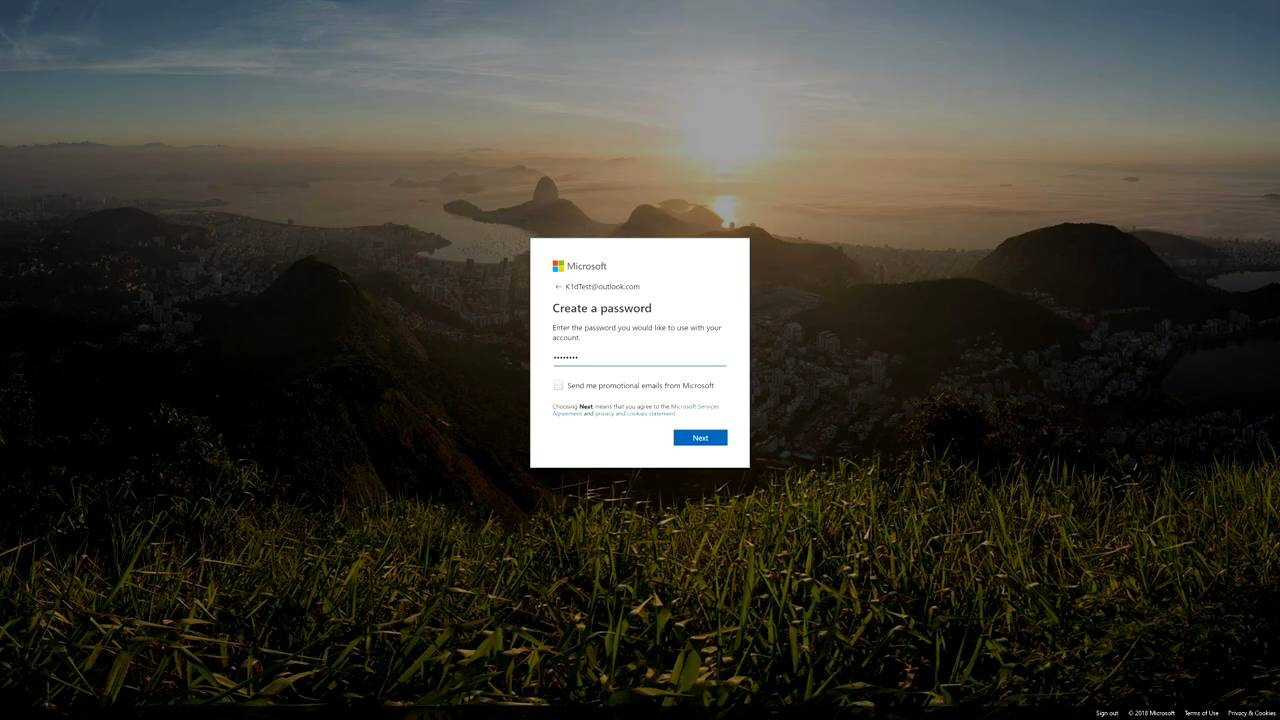 Microsoft
← K1dTest@outlook.com
Create a password
Enter the password you would like to use with your
account.
••••••••
Send me promotional emails from Microsoft
Choosing Next means that you agree to the Microsoft Services
Agreement and privacy and cookies statement.
Next
Sign out © 2018 Microsoft Terms of Use Privacy & Cookies